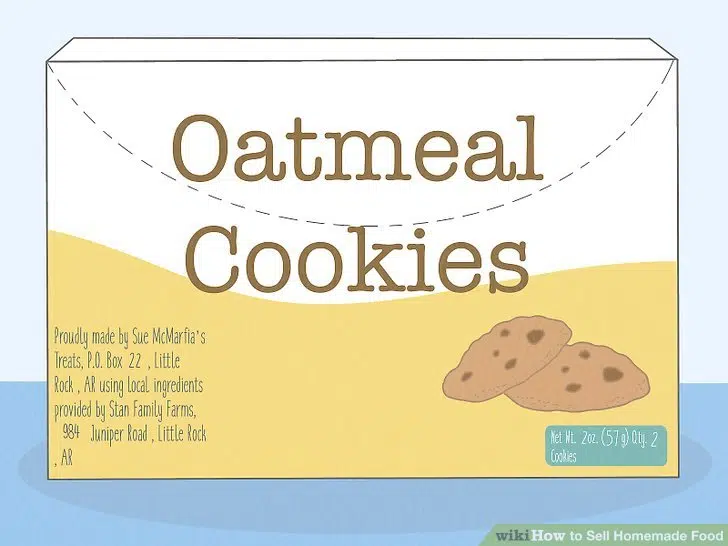 Oatmeal
Cookies
Proudly made by Sue McMarfia's
Treats, P.O. Box 22 , Little
Rock , AR using local ingredients
provided by Stan Family Farms,
984 Juniper Road , Little Rock
, AR
Net Wt. 2oz. (57g) Qty. 2
Cookies
wikiHow to Sell Homemade Food